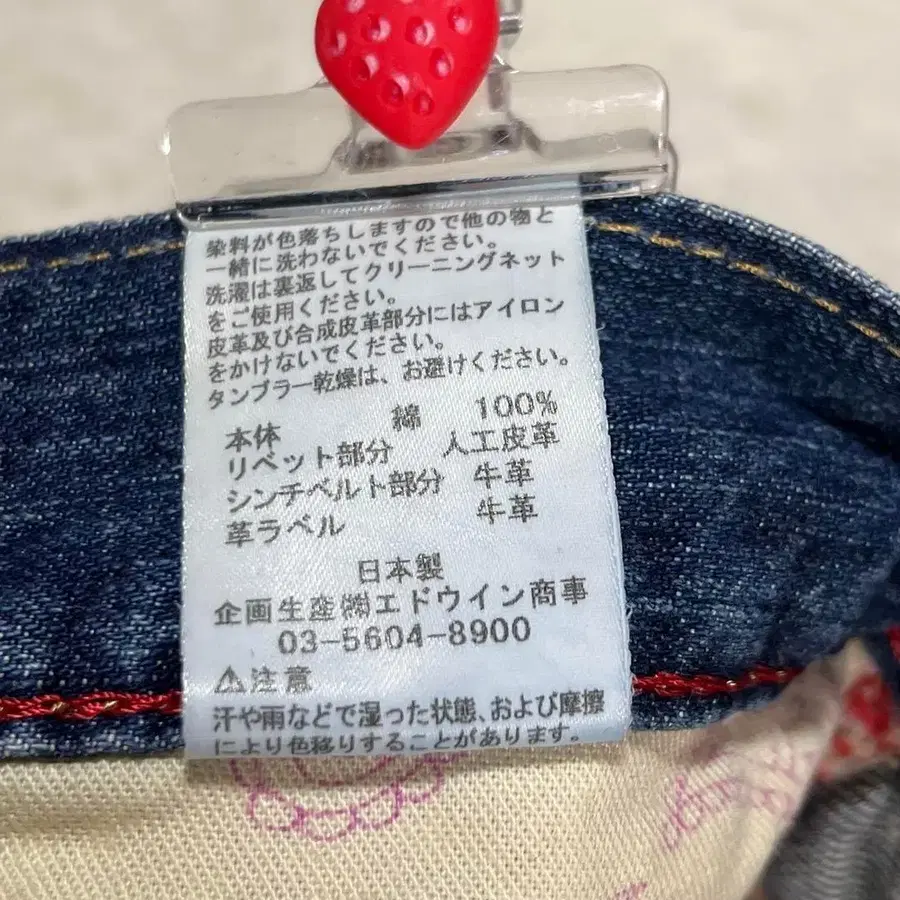 染料が色落ちしますので他の物と
一緒に洗わないでください。
洗濯は裏返してクリーニングネット
をご使用ください。
皮革及び合成皮革部分にはアイロン
をかけないでください。
タンブラー乾燥は、お避けください。
本体 綿 100%
リベット部分 人工皮革
シンチベルト部分 牛革
革ラベル 牛革
日本製
企画生産㈱エドウイン商事
03-5604-8900
⚠注意
汗や雨などで湿った状態、および摩擦
により色移りすることがあります。